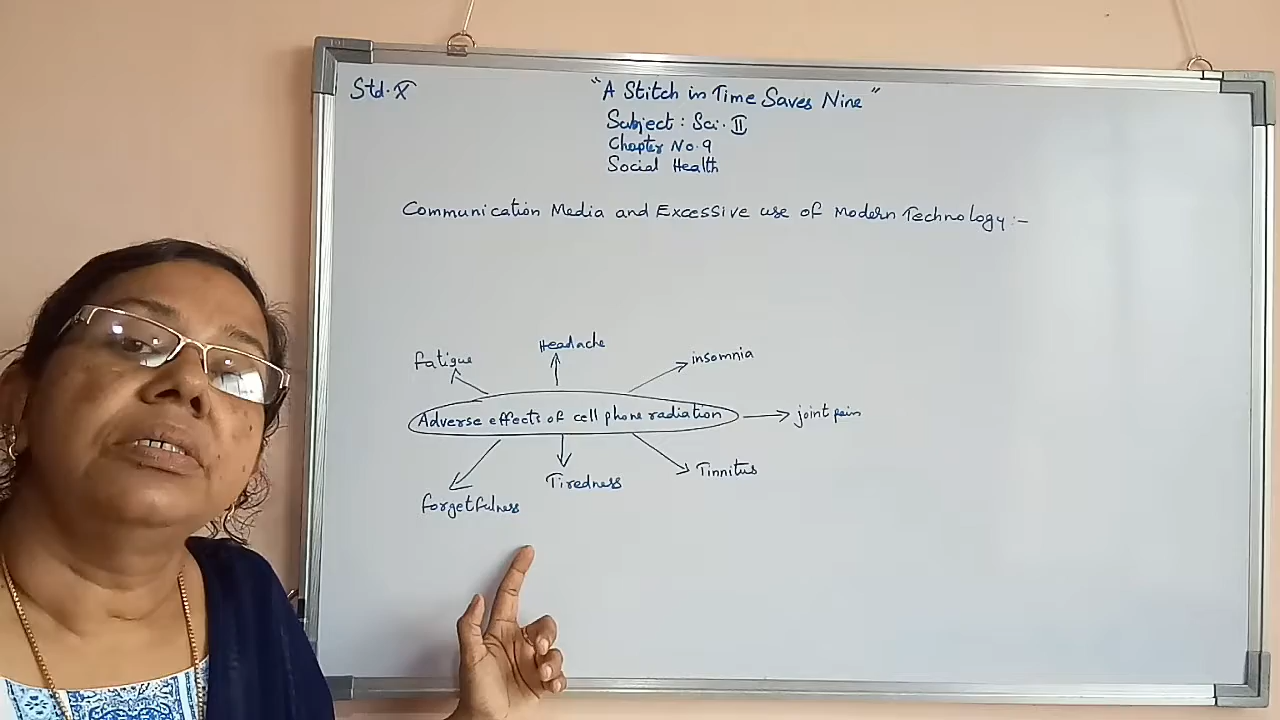 Std. X
"A Stitch in Time Saves Nine"
Subject : Sci. II
Chapter No. 9
Social Health
Communication Media and Excessive use of Modern Technology :-
Fatigue
Headache
insomnia
Adverse effects of cell phone radiation
joint pain
Forgetfulness
Tiredness
Tinnitus